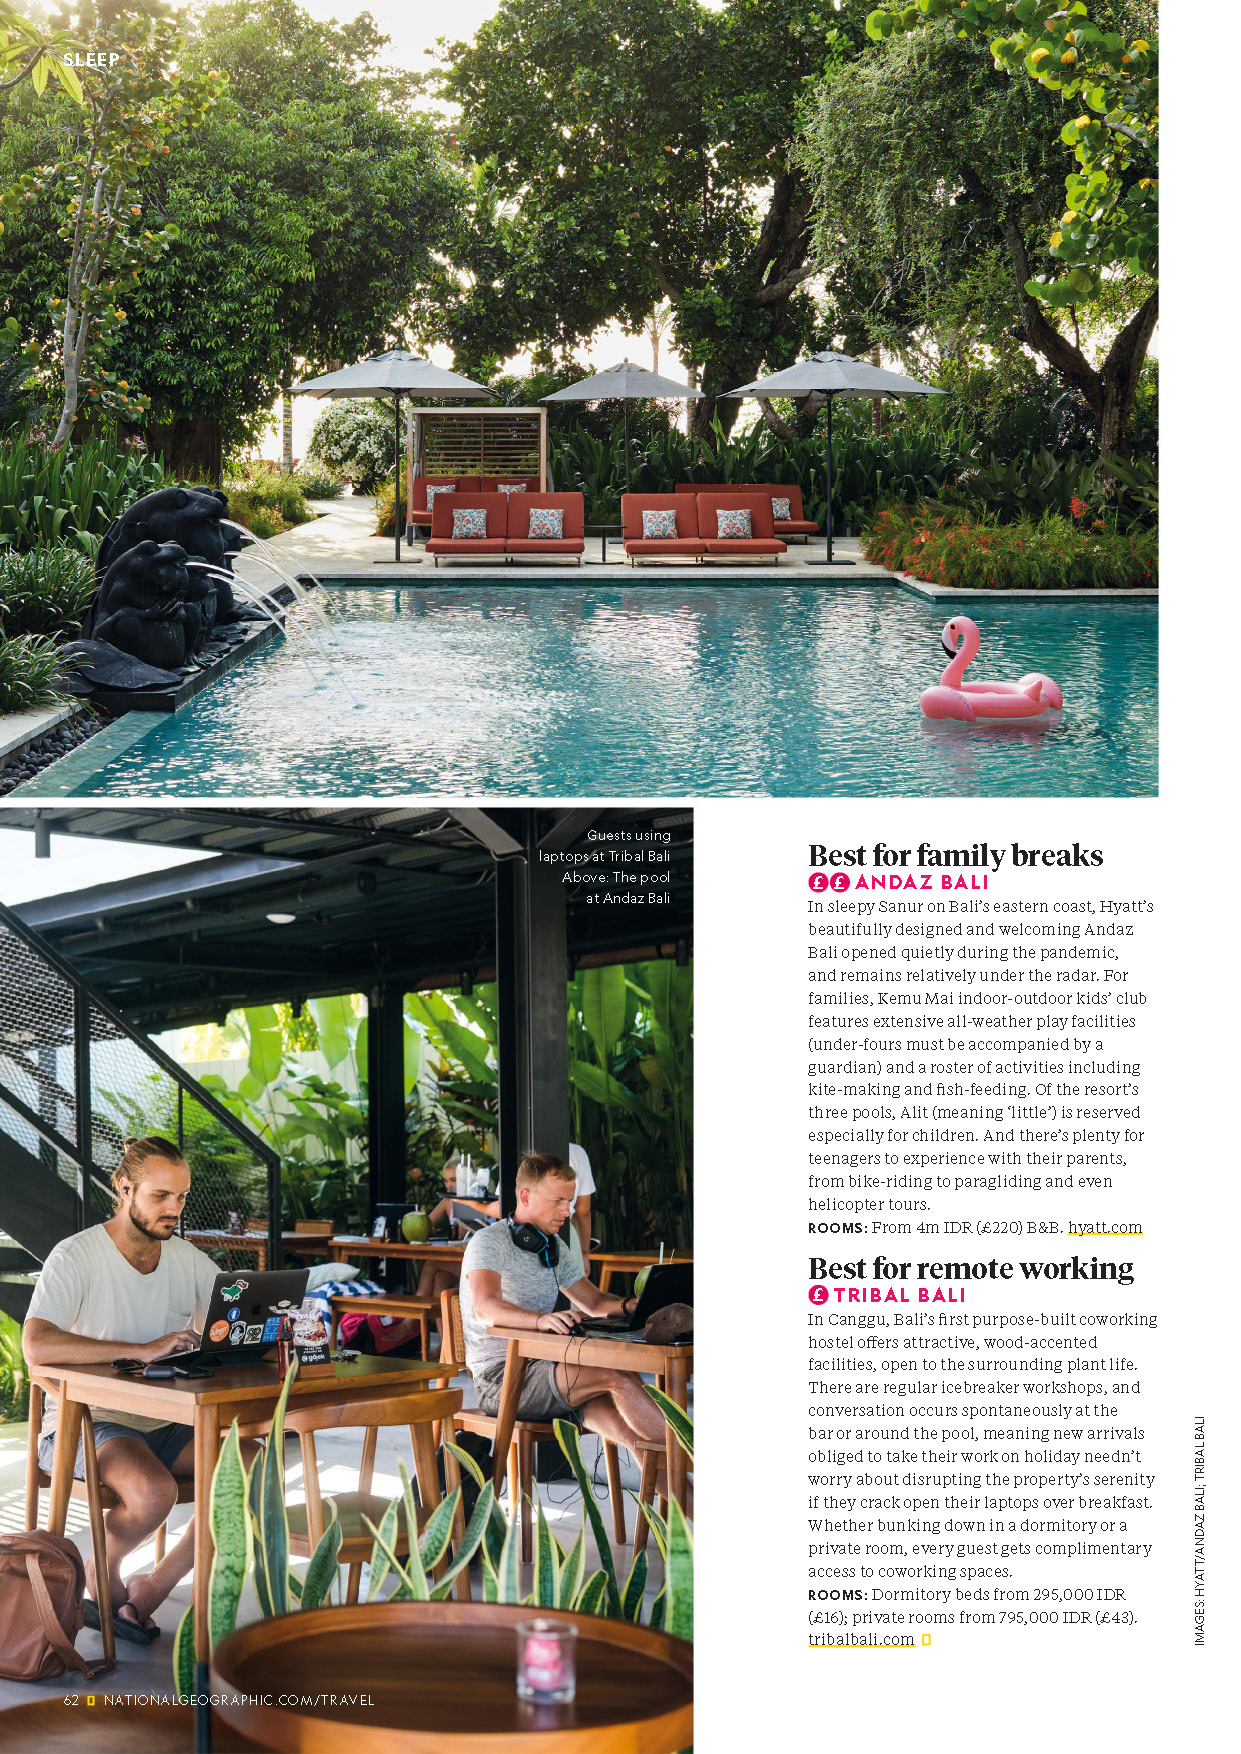 SLEEP
Guests using
laptops at Tribal Bali
Above: The pool
at Andaz Bali
Best for family breaks
££ ANDAZ BALI
In sleepy Sanur on Bali’s eastern coast, Hyatt’s
beautifully designed and welcoming Andaz
Bali opened quietly during the pandemic,
and remains relatively under the radar. For
families, Kemu Mai indoor-outdoor kids’ club
features extensive all-weather play facilities
(under-fours must be accompanied by a
guardian) and a roster of activities including
kite-making and fish-feeding. Of the resort’s
three pools, Alit (meaning ‘little’) is reserved
especially for children. And there’s plenty for
teenagers to experience with their parents,
from bike-riding to paragliding and even
helicopter tours.
ROOMS: From 4m IDR (£220) B&B. hyatt.com
Best for remote working
£ TRIBAL BALI
In Canggu, Bali’s first purpose-built coworking
hostel offers attractive, wood-accented
facilities, open to the surrounding plant life.
There are regular icebreaker workshops, and
conversation occurs spontaneously at the
bar or around the pool, meaning new arrivals
obliged to take their work on holiday needn’t
worry about disrupting the property’s serenity
if they crack open their laptops over breakfast.
Whether bunking down in a dormitory or a
private room, every guest gets complimentary
access to coworking spaces.
ROOMS: Dormitory beds from 295,000 IDR
(£16); private rooms from 795,000 IDR (£43).
tribalbali.com
IMAGES: HYATT/ANDAZ BALI; TRIBAL BALI
gojek
62 NATIONALGEOGRAPHIC.COM/TRAVEL